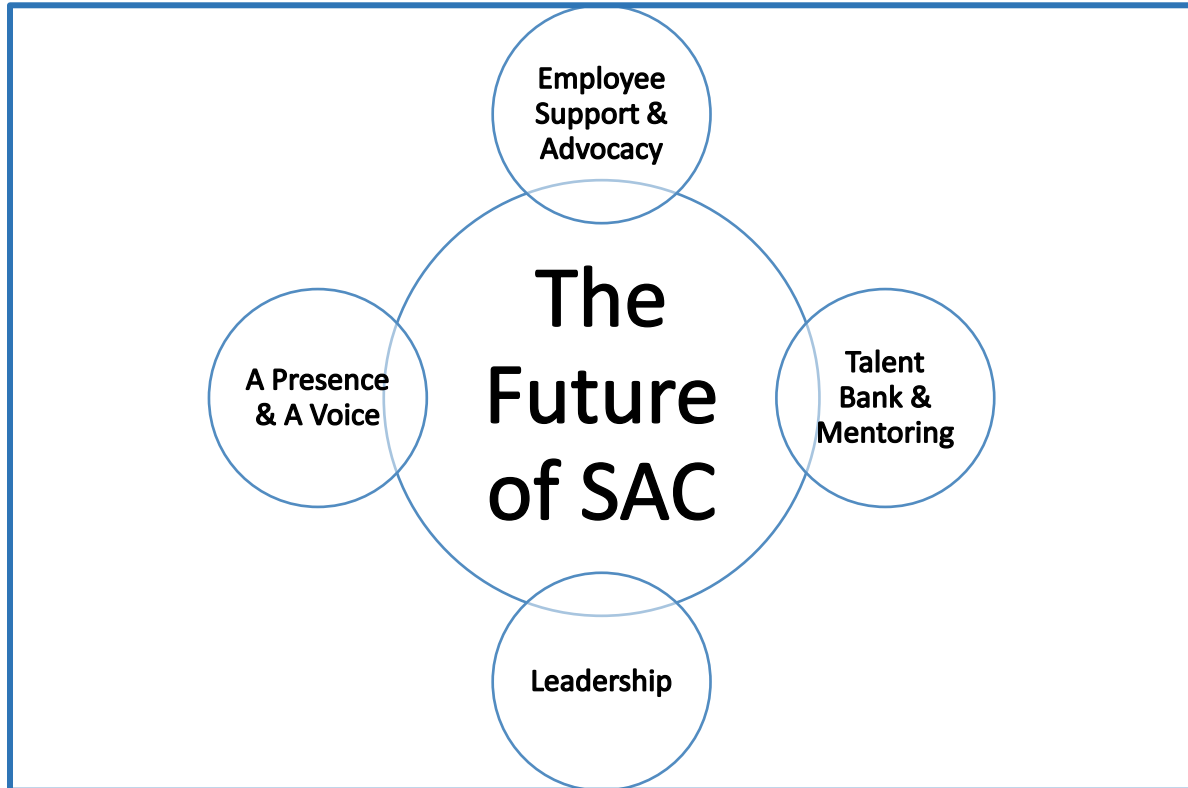 Employee
Support &
Advocacy
The
Future
of SAC
A Presence
& A Voice
Talent
Bank &
Mentoring
Leadership